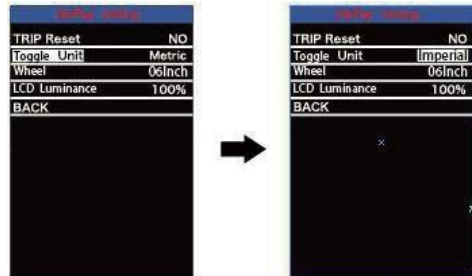 TRIP Reset NO
Toggle Unit Metric
Wheel 06Inch
LCD Luminance 100%
BACK
TRIP Reset NO
Toggle Unit Imperial
Wheel 06Inch
LCD Luminance 100%
BACK